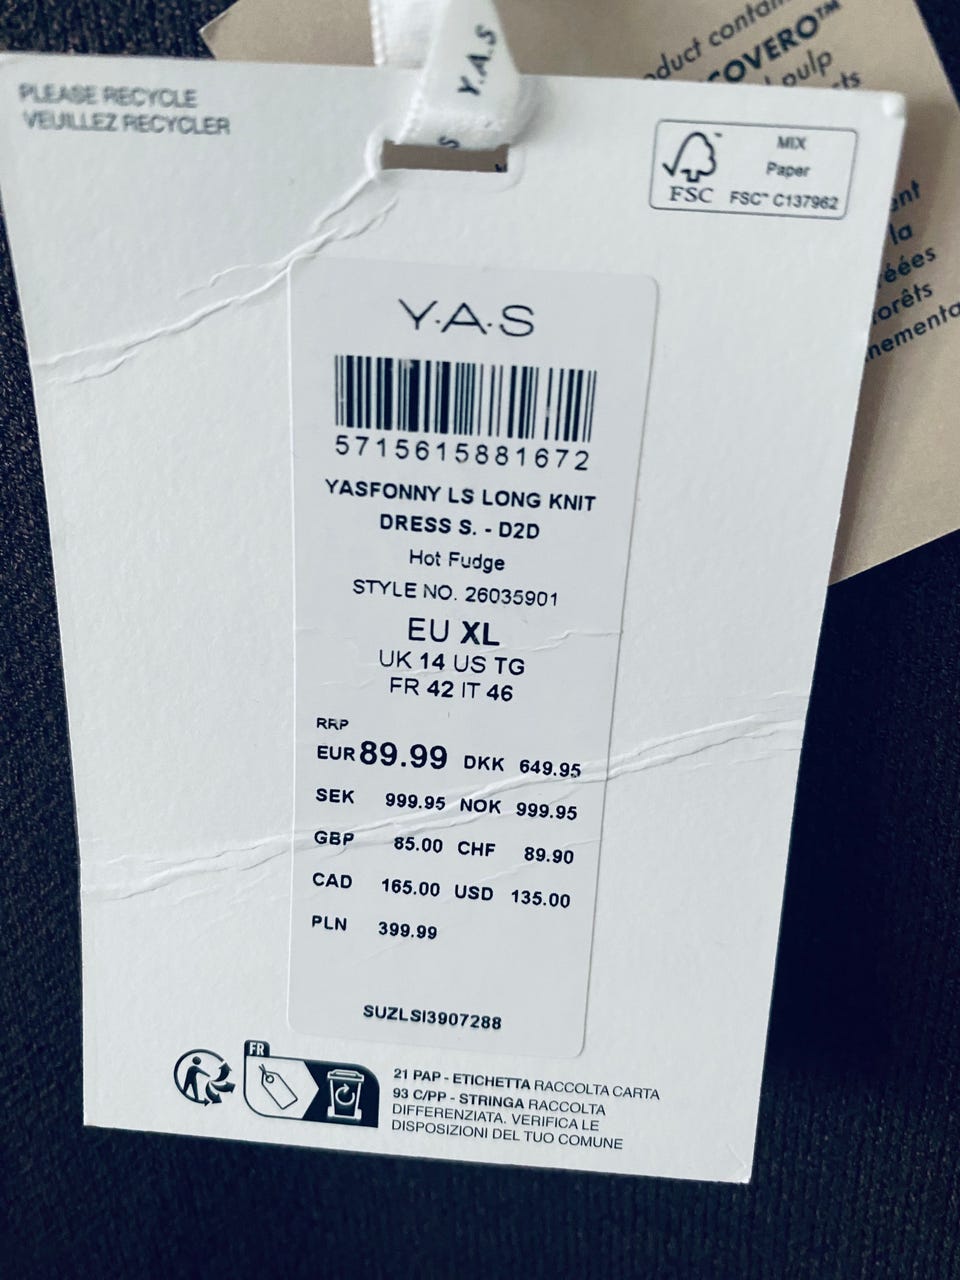 Y.A.S
PLEASE RECYCLE
VEUILLEZ RECYCLER
MIX
Paper
FSC
FSC™ C137962
Y.A.S
5715615881672
YASFONNY LS LONG KNIT
DRESS S. - D2D
Hot Fudge
STYLE NO. 26035901
EU XL
UK 14 US TG
FR 42 IT 46
RRP
EUR 89.99 DKK 649.95
SEK 999.95 NOK 999.95
GBP 85.00 CHF 89.90
CAD 165.00 USD 135.00
PLN 399.99
SUZLSI3907288
FR
21 PAP - ETICHETTA RACCOLTA CARTA
93 C/PP - STRINGA RACCOLTA
DIFFERENZIATA. VERIFICA LE
DISPOSIZIONI DEL TUO COMUNE
pulp
la